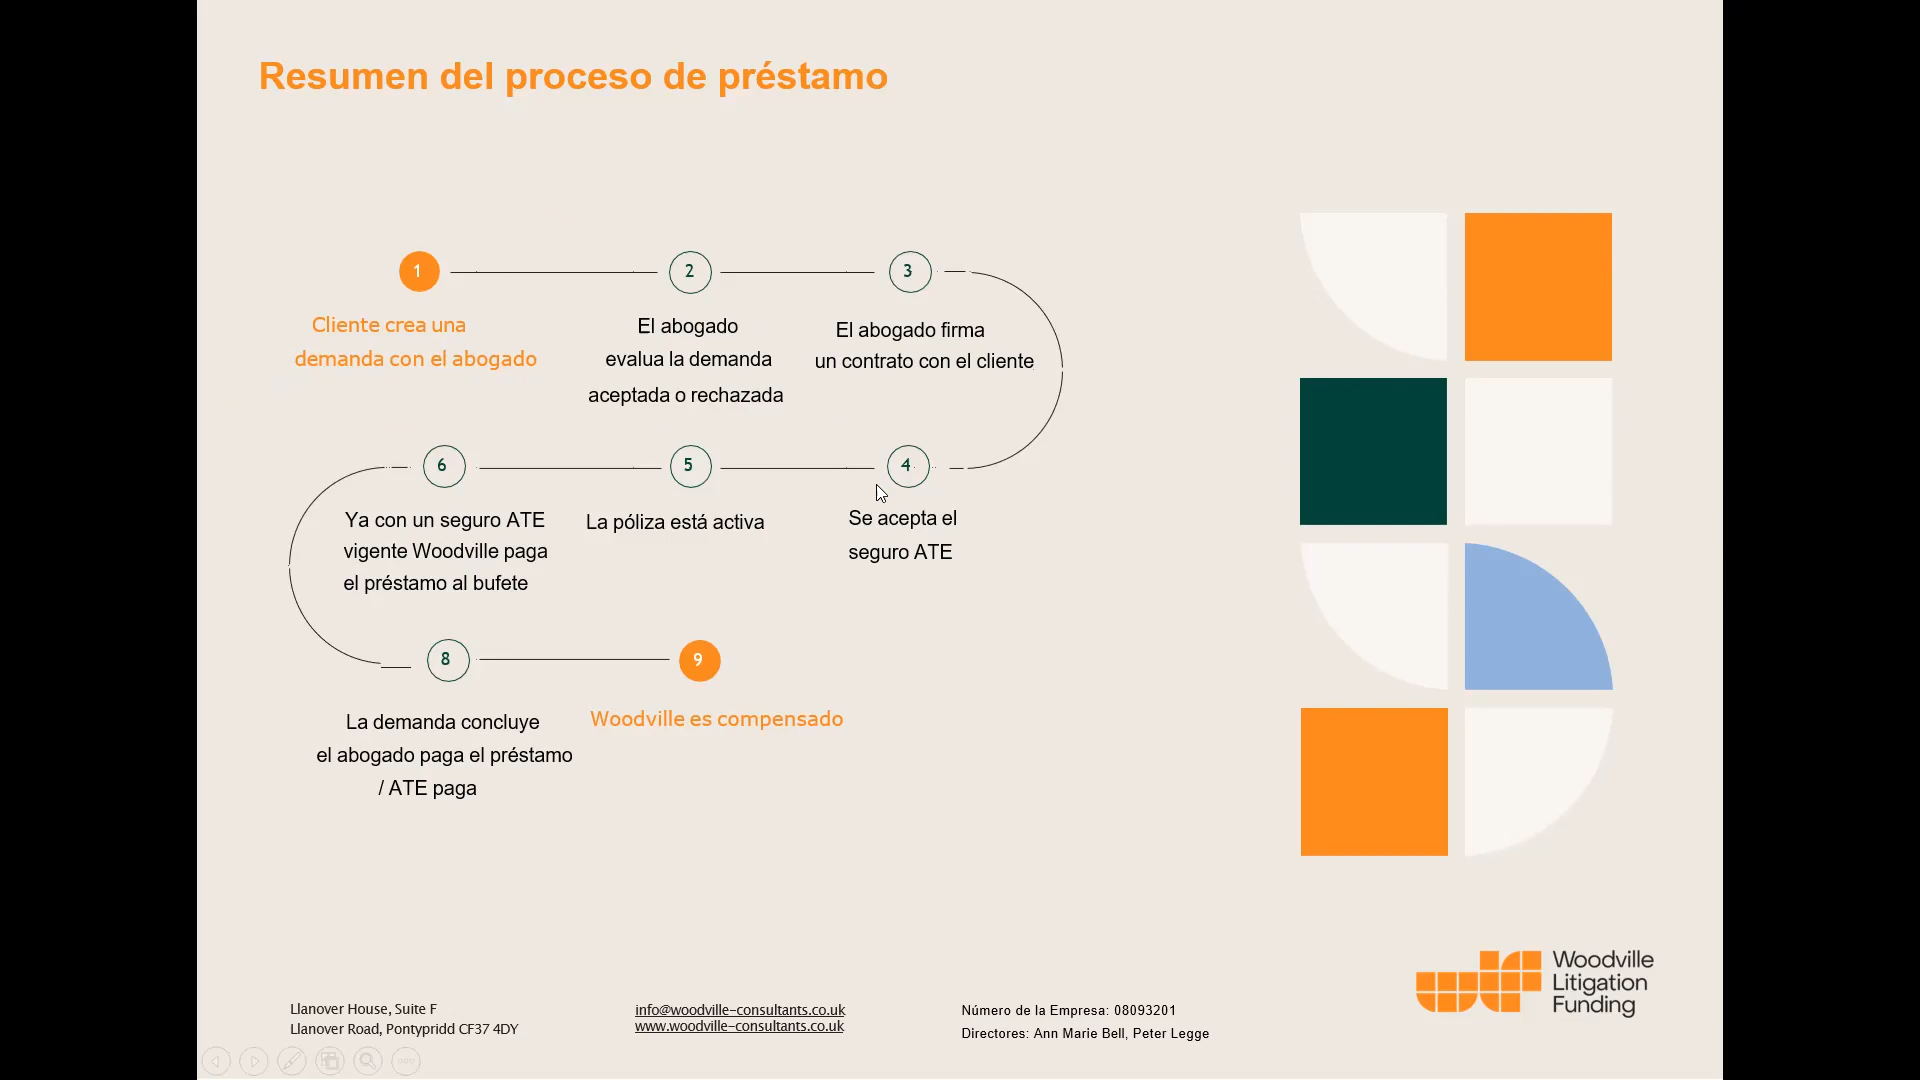 Resumen del proceso de préstamo
1
2
3
Cliente crea una
demanda con el abogado
El abogado
evalua la demanda
aceptada o rechazada
El abogado firma
un contrato con el cliente
6
5
4
Ya con un seguro ATE
vigente Woodville paga
el préstamo al bufete
La póliza está activa
Se acepta el
seguro ATE
8
9
La demanda concluye
el abogado paga el préstamo
/ ATE paga
Woodville es compensado
Woodville
Litigation
Funding
Llanover House, Suite F
Llanover Road, Pontypridd CF37 4DY
info@woodville-consultants.co.uk
www.woodville-consultants.co.uk
Número de la Empresa: 08093201
Directores: Ann Marie Bell, Peter Legge